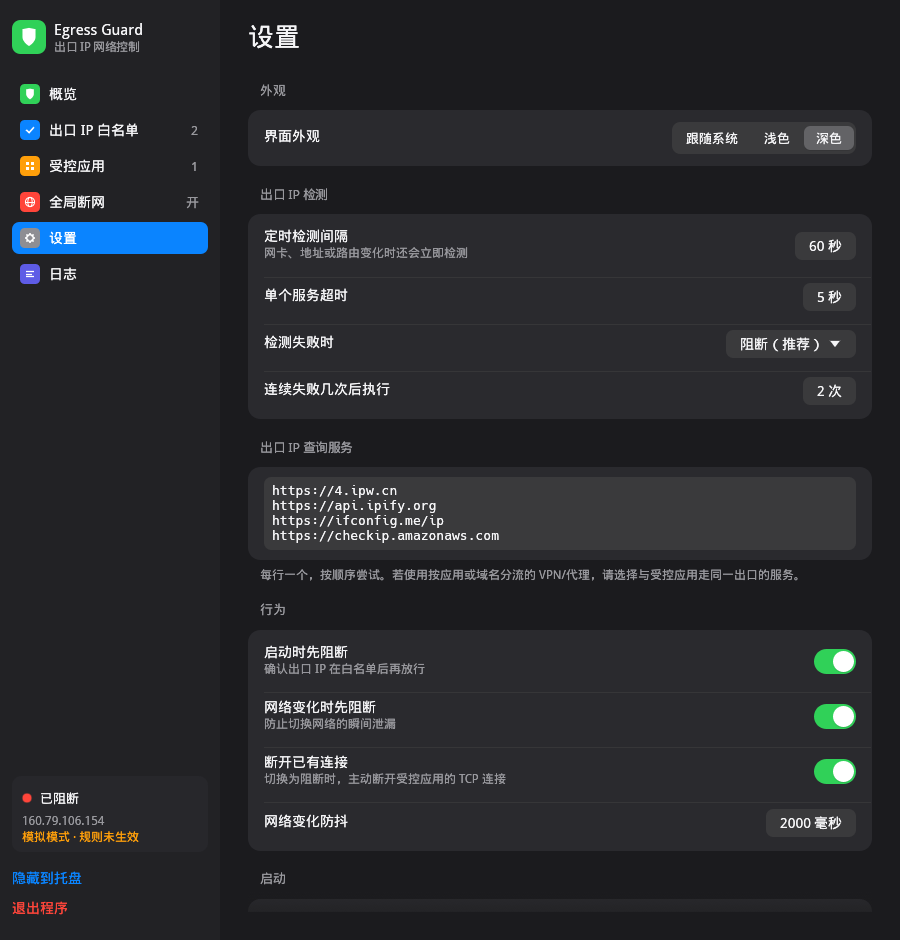 Egress Guard
出口 IP 网络控制
概览
出口 IP 白名单 2
受控应用 1
全局断网 开
设置
日志
已阻断
160.79.106.154
模拟模式 · 规则未生效
隐藏到托盘
退出程序
设置
外观
界面外观 跟随系统 浅色 深色
出口 IP 检测
定时检测间隔
网卡、地址或路由变化时还会立即检测
60 秒
单个服务超时 5 秒
检测失败时 阻断（推荐）
连续失败几次后执行 2 次
出口 IP 查询服务
https://4.ipw.cn
https://api.ipify.org
https://ifconfig.me/ip
https://checkip.amazonaws.com
每行一个，按顺序尝试。若使用按应用或域名分流的 VPN/代理，请选择与受控应用走同一出口的服务。
行为
启动时先阻断
确认出口 IP 在白名单后再放行
网络变化时先阻断
防止切换网络的瞬间泄漏
断开已有连接
切换为阻断时，主动断开受控应用的 TCP 连接
网络变化防抖 2000 毫秒
启动